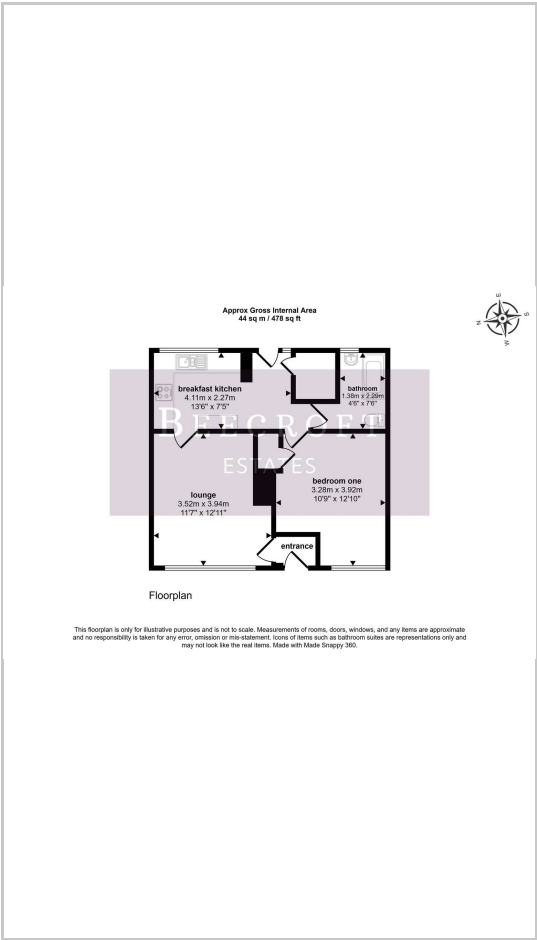 Approx Gross Internal Area
44 sq m / 478 sq ft
E
N
S
W
breakfast kitchen
4.11m x 2.27m
13'6" x 7'5"
bathroom
1.38m x 2.29m
4'6" x 7'6"
BEECROFT
ESTATES
lounge
3.52m x 3.94m
11'7" x 12'11"
bedroom one
3.28m x 3.92m
10'9" x 12'10"
entrance
Floorplan
This floorplan is only for illustrative purposes and is not to scale. Measurements of rooms, doors, windows, and any items are approximate
and no responsibility is taken for any error, omission or mis-statement. Icons of items such as bathroom suites are representations only and
may not look like the real items. Made with Made Snappy 360.